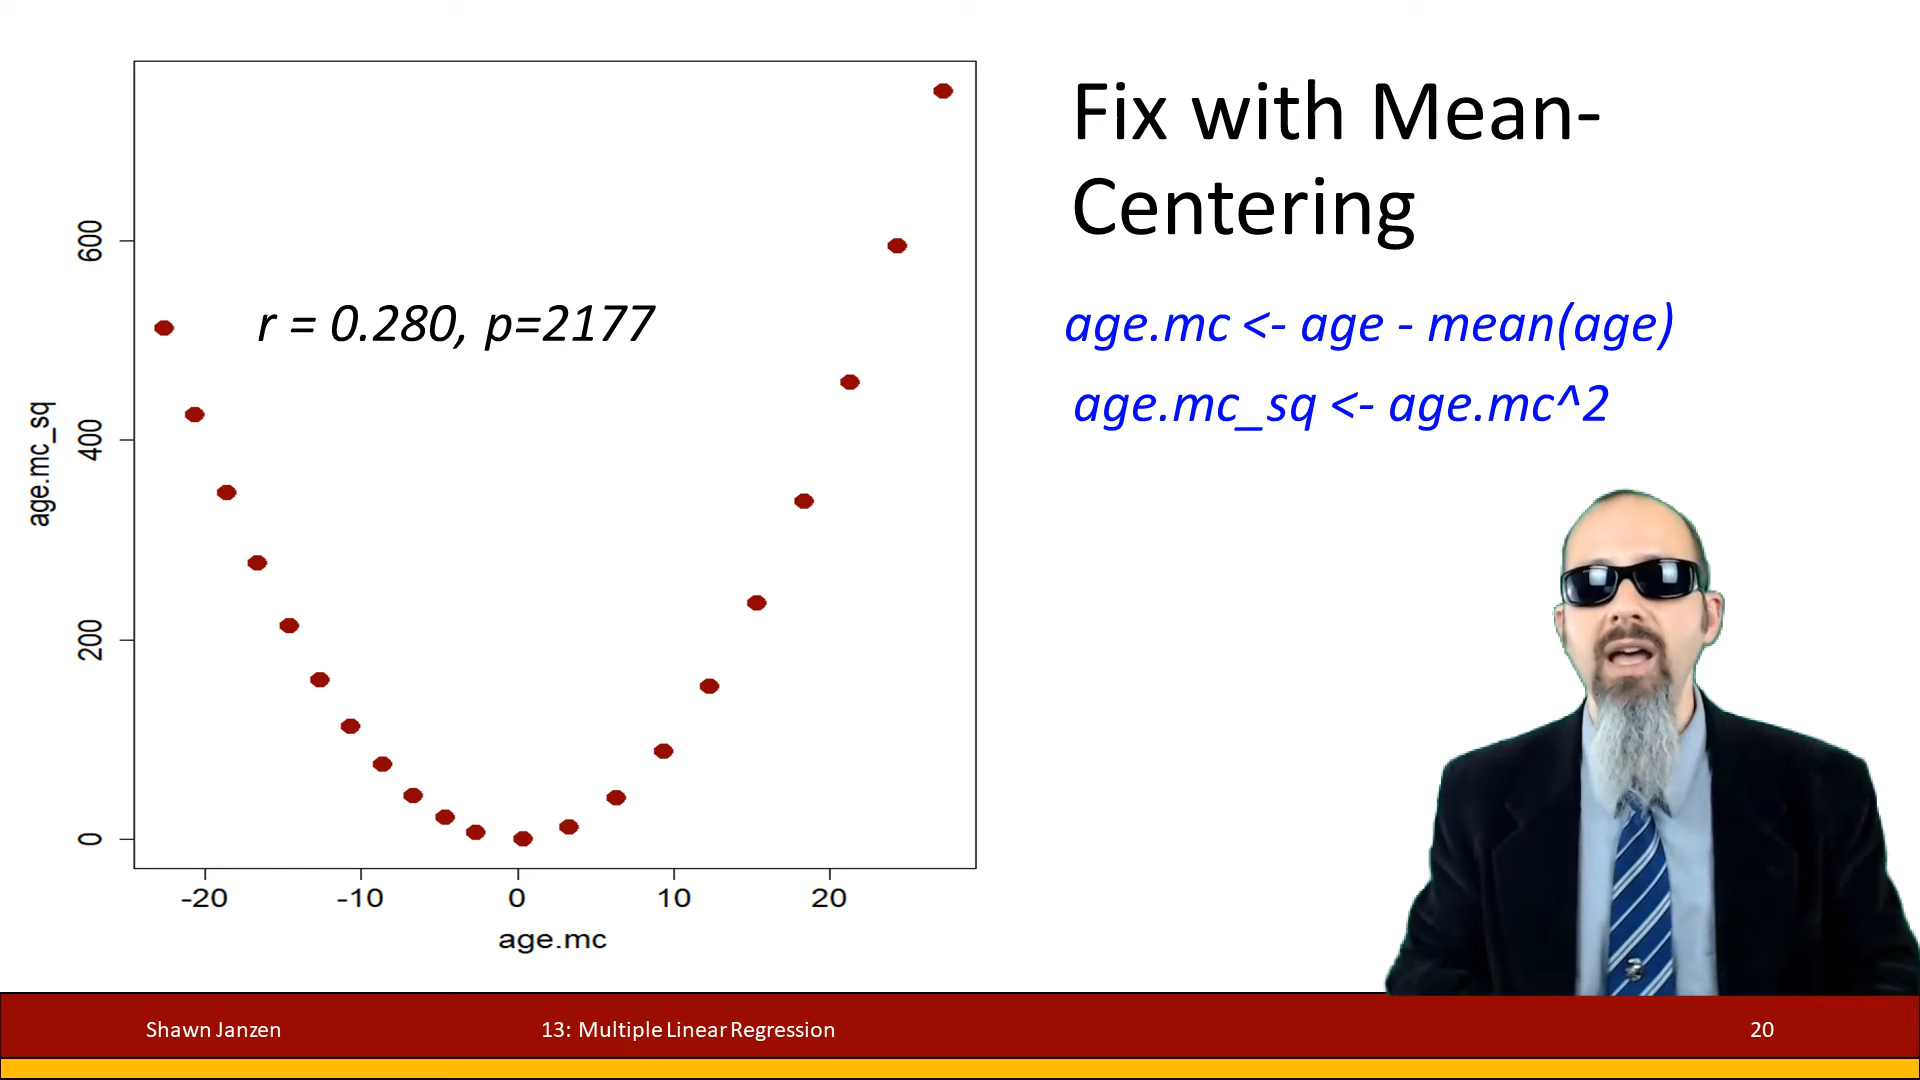 Fix with Mean-
Centering
r = 0.280, p=2177
age.mc <- age - mean(age)
age.mc_sq <- age.mc^2
age.mc_sq
600
400
200
0
-20 -10 0 10 20
age.mc
Shawn Janzen 13: Multiple Linear Regression 20